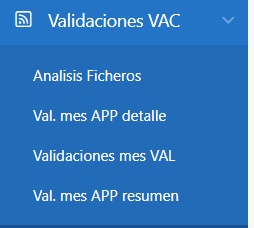 Validaciones VAC
Analisis Ficheros
Val. mes APP detalle
Validaciones mes VAL
Val. mes APP resumen